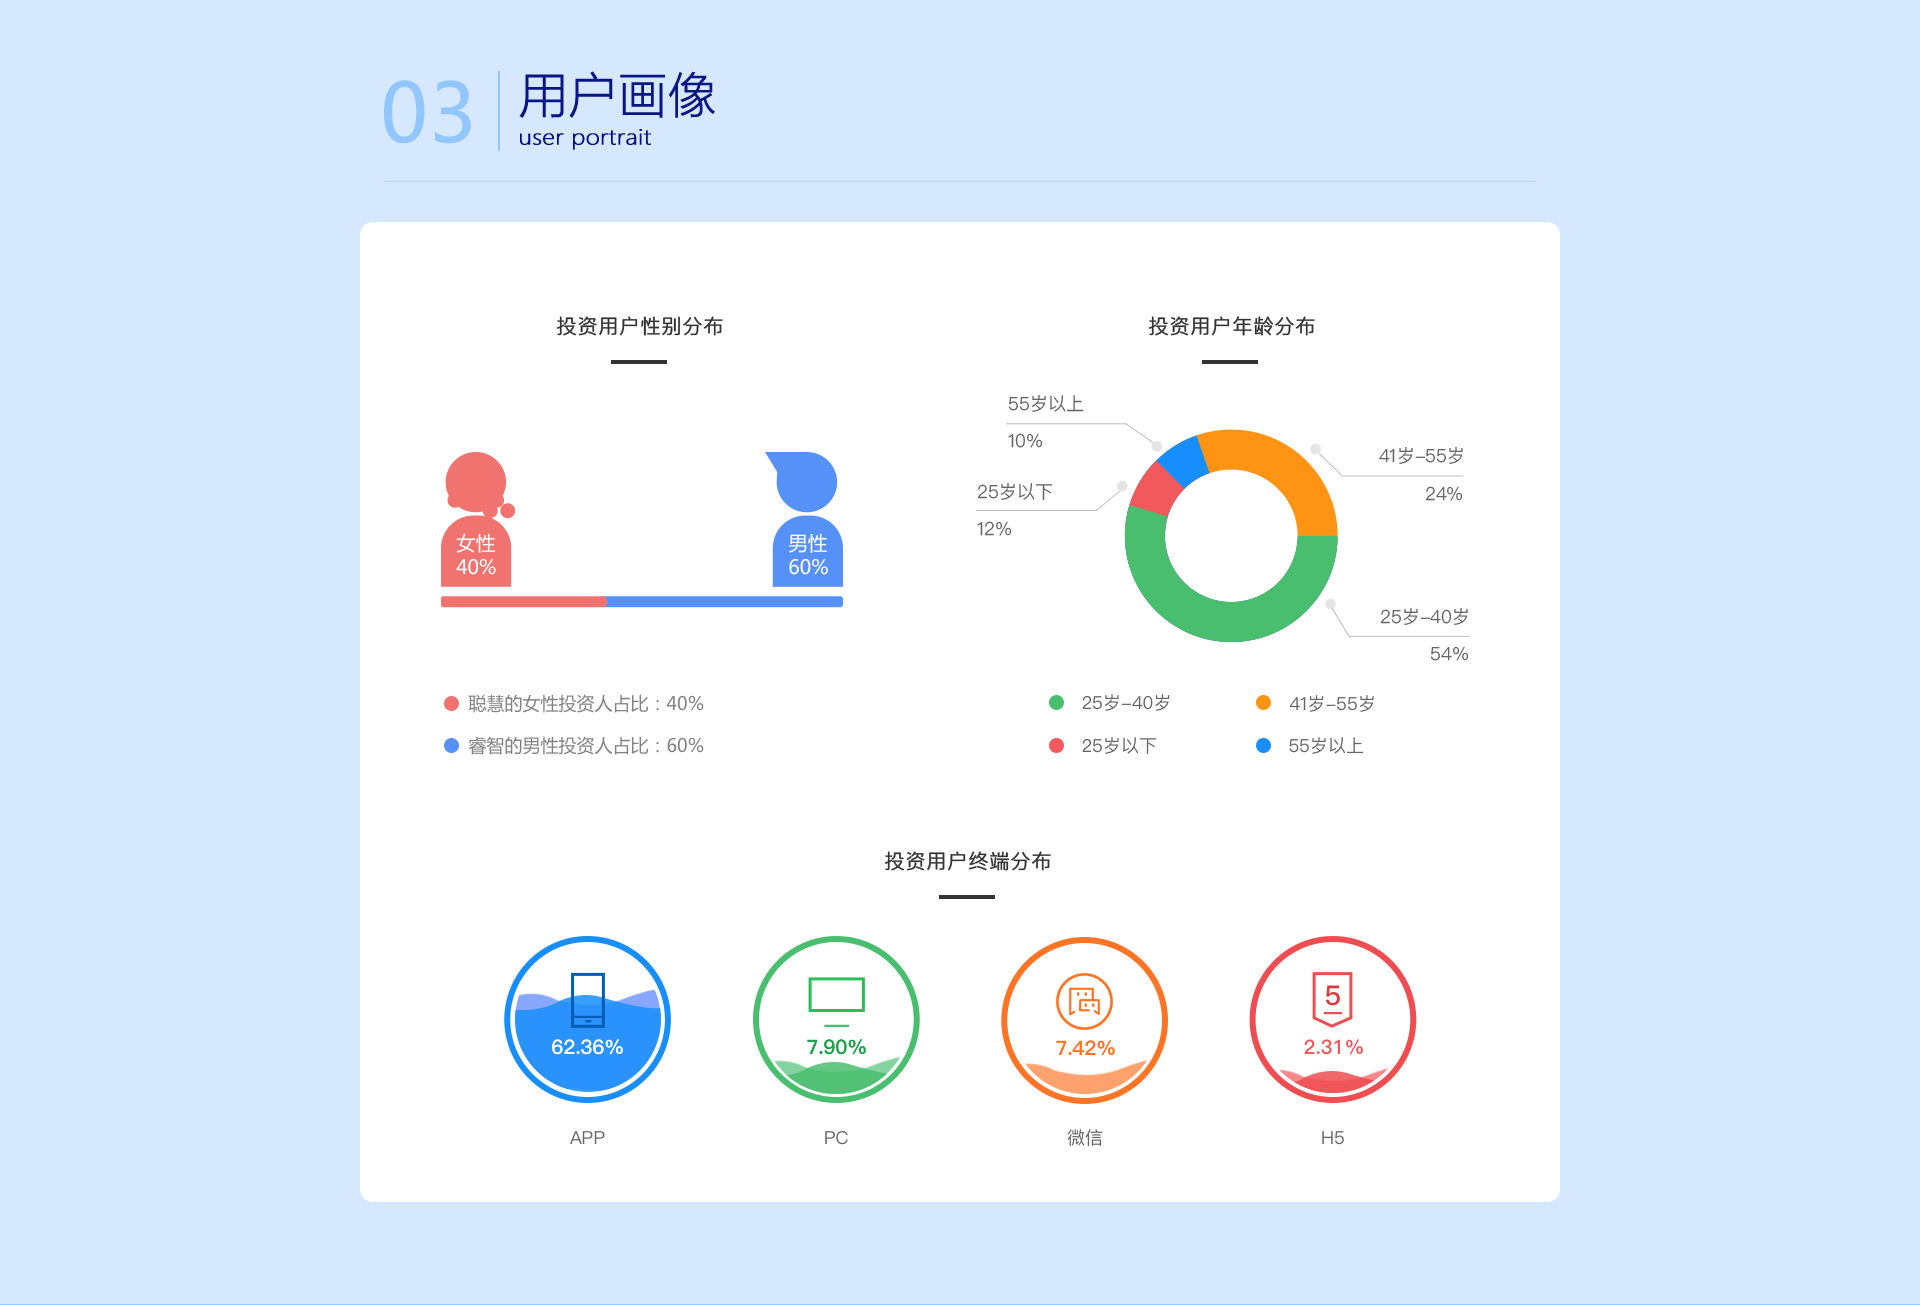 03
用户画像
user portrait
投资用户性别分布
女性
40%
男性
60%
聪慧的女性投资人占比：40%
睿智的男性投资人占比：60%
投资用户年龄分布
55岁以上
10%
25岁以下
12%
41岁-55岁
24%
25岁-40岁
54%
25岁-40岁
41岁-55岁
25岁以下
55岁以上
投资用户终端分布
62.36%
APP
7.90%
PC
7.42%
微信
5
2.31%
H5